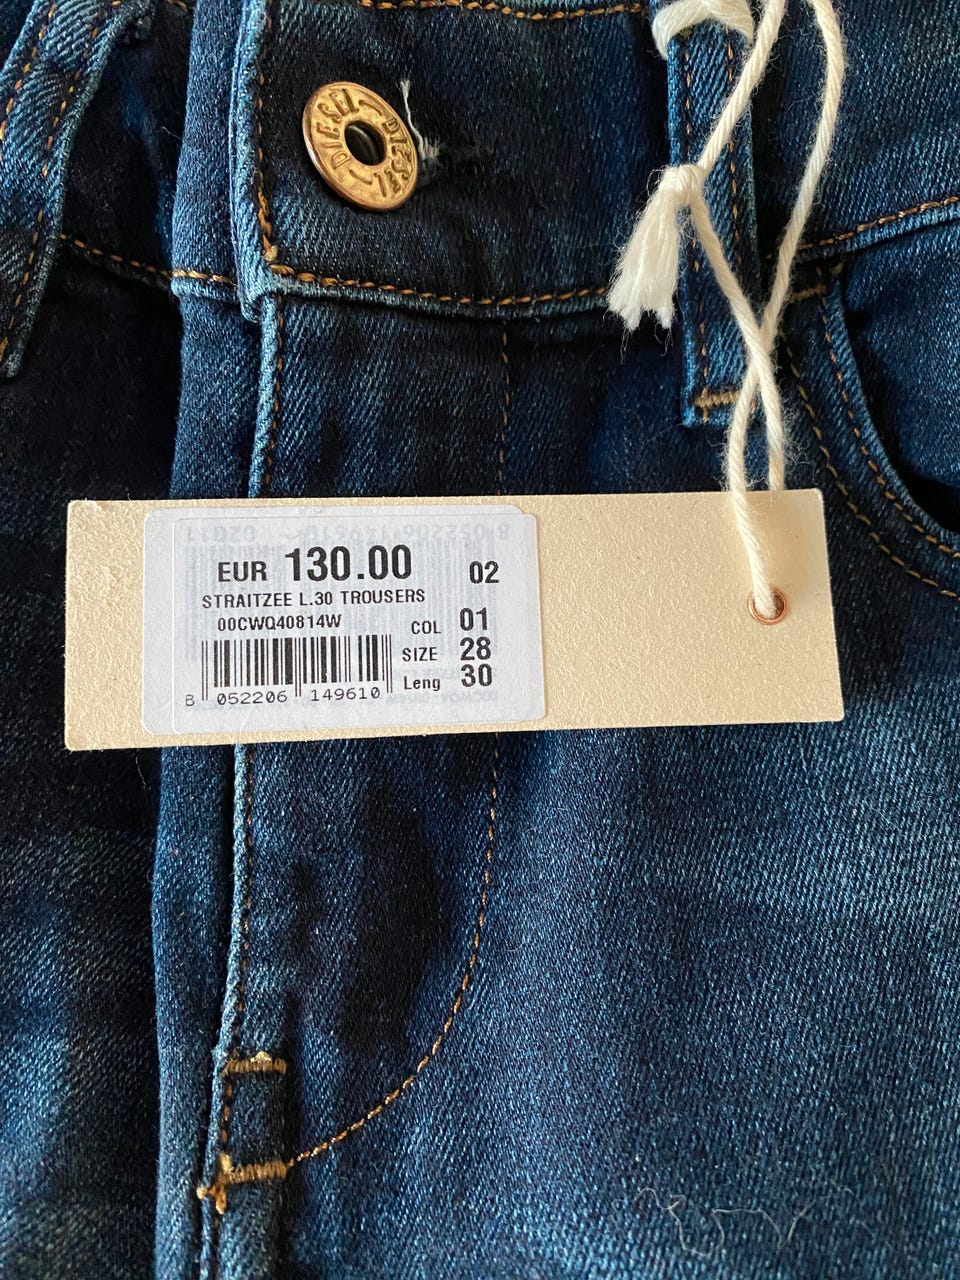 DIESEL DIESEL
EUR 130.00 02
STRAITZEE L.30 TROUSERS
00CWQ40814W
COL 01
SIZE 28
Leng 30
8 052206 149610